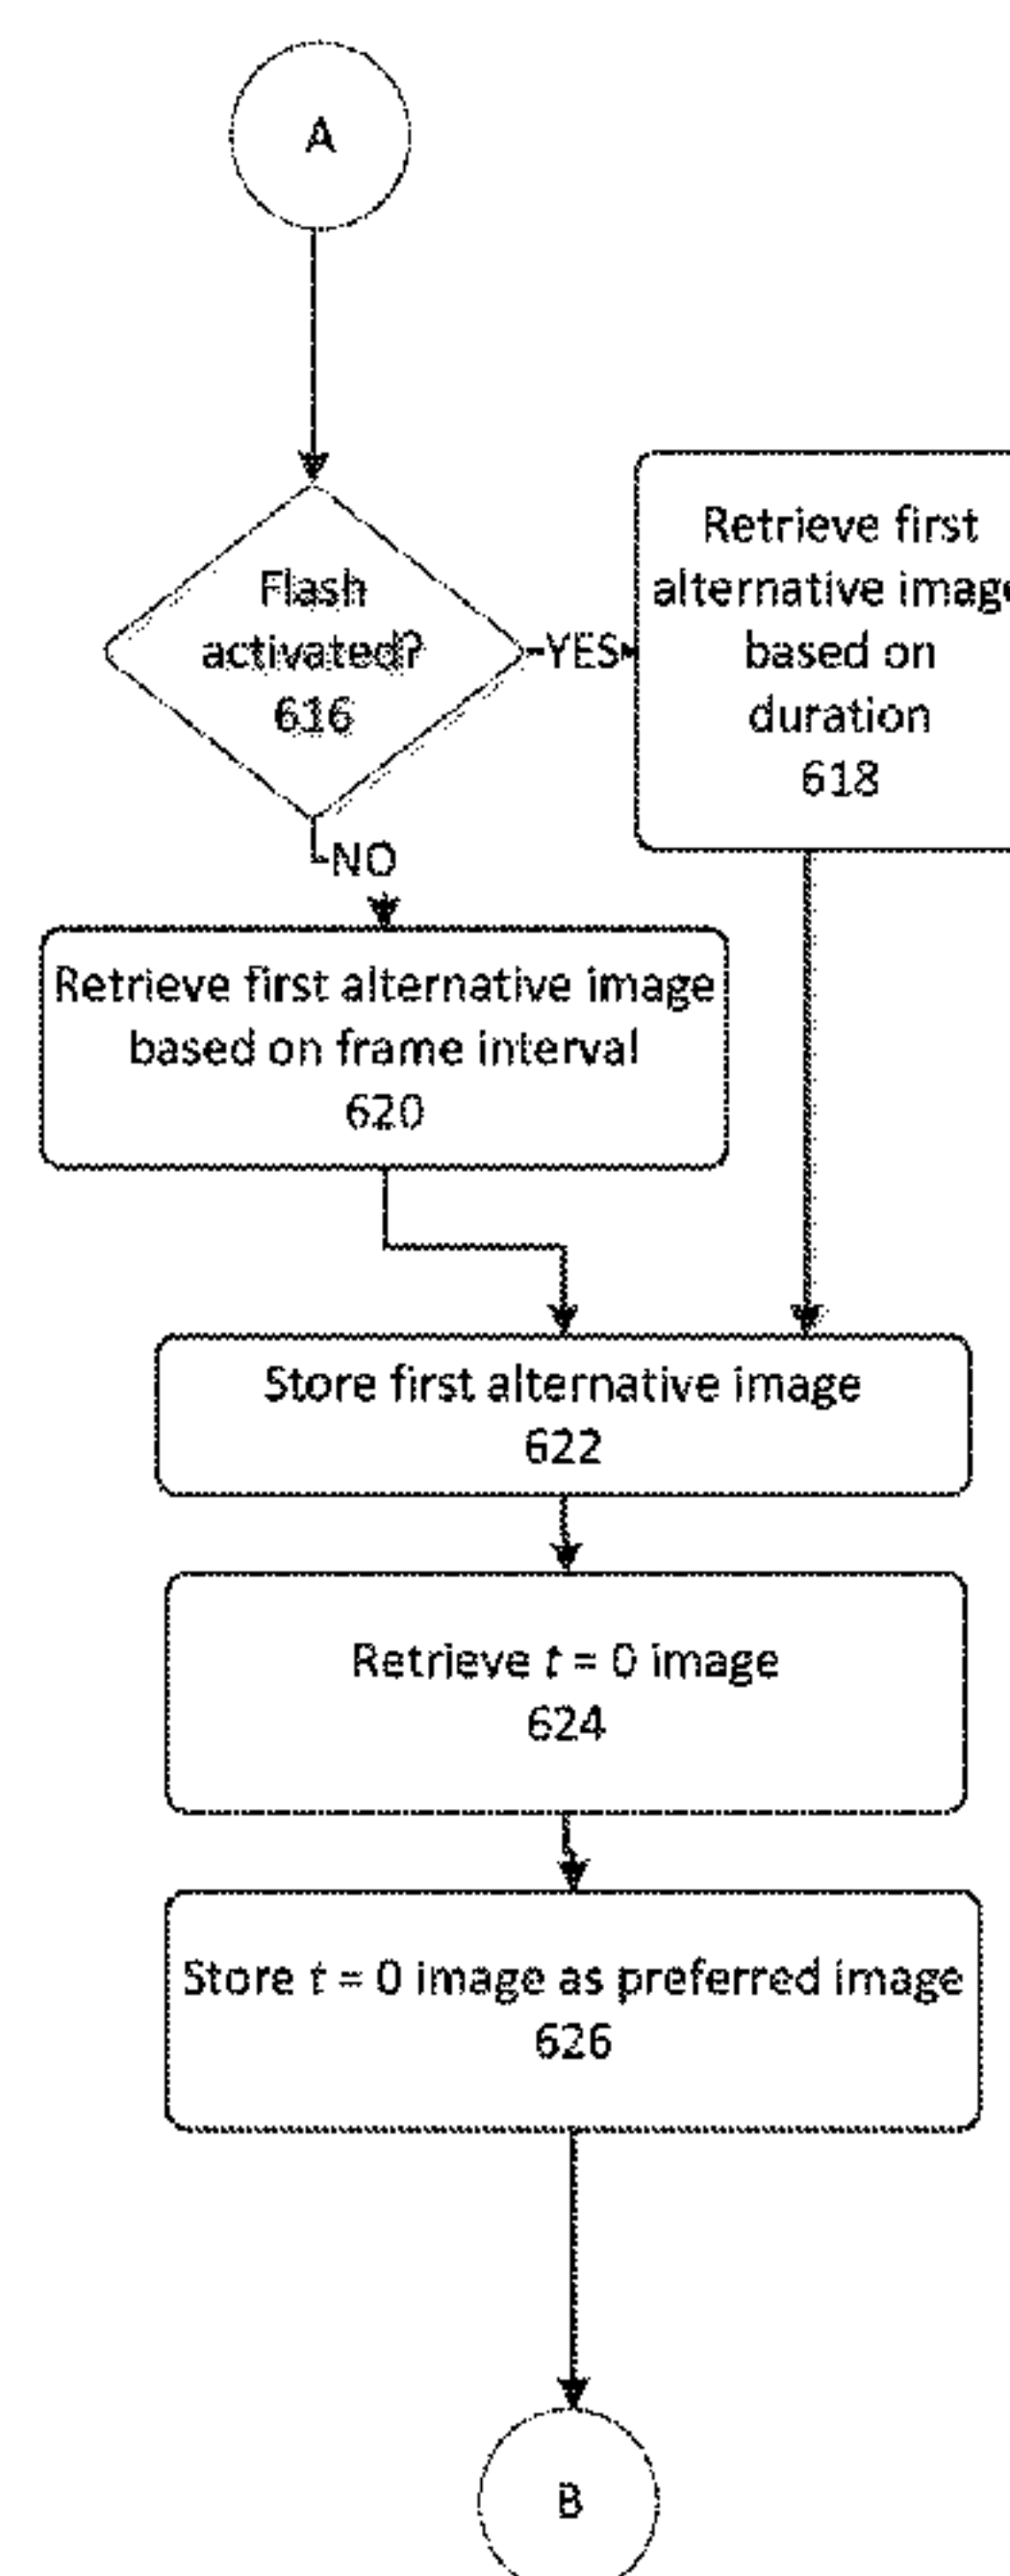 A
Flash
activated?
616
YES
Retrieve first
alternative image
based on
duration
618
NO
Retrieve first alternative image
based on frame interval
620
Store first alternative image
622
Retrieve t = 0 image
624
Store t = 0 image as preferred image
626
B